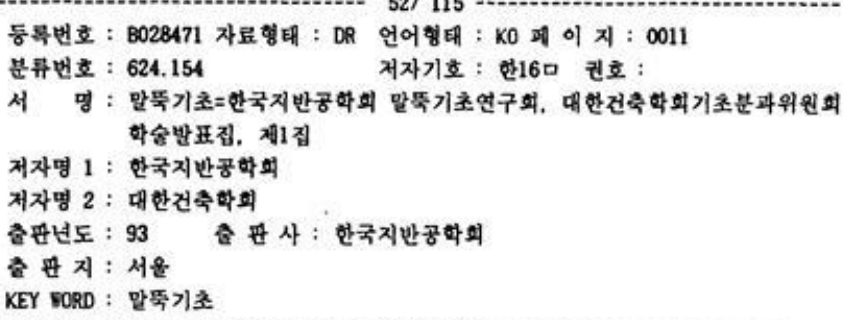 527 115
등록번호 : B028471 자료형태 : DR 언어형태 : KO 페 이 지 : 0011
분류번호 : 624.154 저자기호 : 한16ㅁ 권호 :
서 명 : 말뚝기초=한국지반공학회 말뚝기초연구회, 대한건축학회기초분과위원회
학술발표집, 제1집
저자명 1 : 한국지반공학회
저자명 2 : 대한건축학회
출판년도 : 93 출 판 사 : 한국지반공학회
출 판 지 : 서울
KEY WORD : 말뚝기초